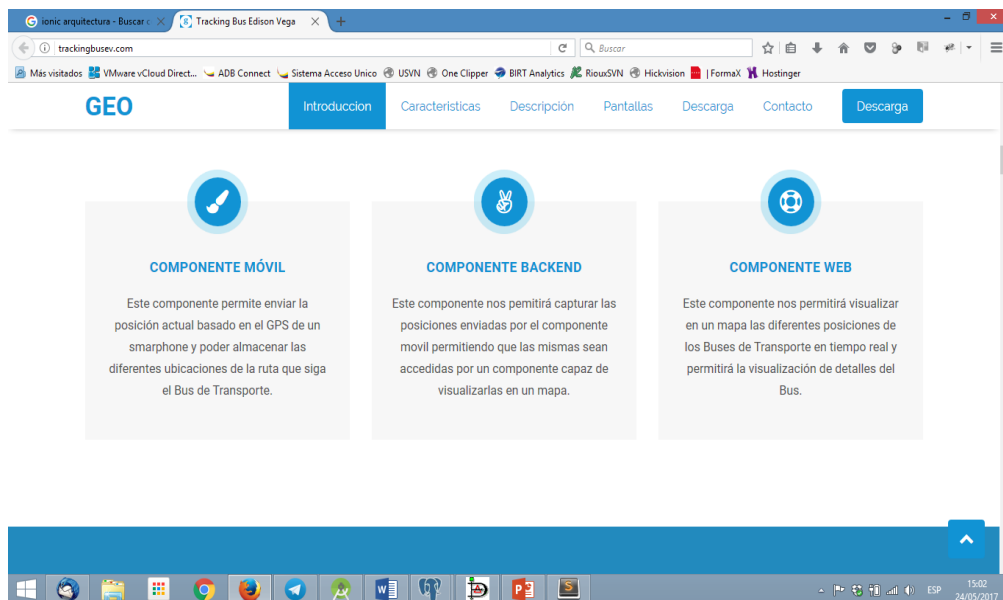 ionic arquitectura - Buscar c
Tracking Bus Edison Vega
trackingbusev.com
Buscar
Más visitados VMware vCloud Direct... ADB Connect Sistema Acceso Unico USVN One Clipper BIRT Analytics RiouxSVN Hickvision | FormaX Hostinger
GEO Introduccion Caracteristicas Descripción Pantallas Descarga Contacto Descarga
COMPONENTE MÓVIL
Este componente permite enviar la
posición actual basado en el GPS de un
smarphone y poder almacenar las
diferentes ubicaciones de la ruta que siga
el Bus de Transporte.
COMPONENTE BACKEND
Este componente nos pemitirá capturar las
posiciones enviadas por el componente
movil permitiendo que las mismas sean
accedidas por un componente capaz de
visualizarlas en un mapa.
COMPONENTE WEB
Este componente nos permitirá visualizar
en un mapa las diferentes posiciones de
los Buses de Transporte en tiempo real y
permitirá la visualización de detalles del
Bus.
ESP
15:02
24/05/2017